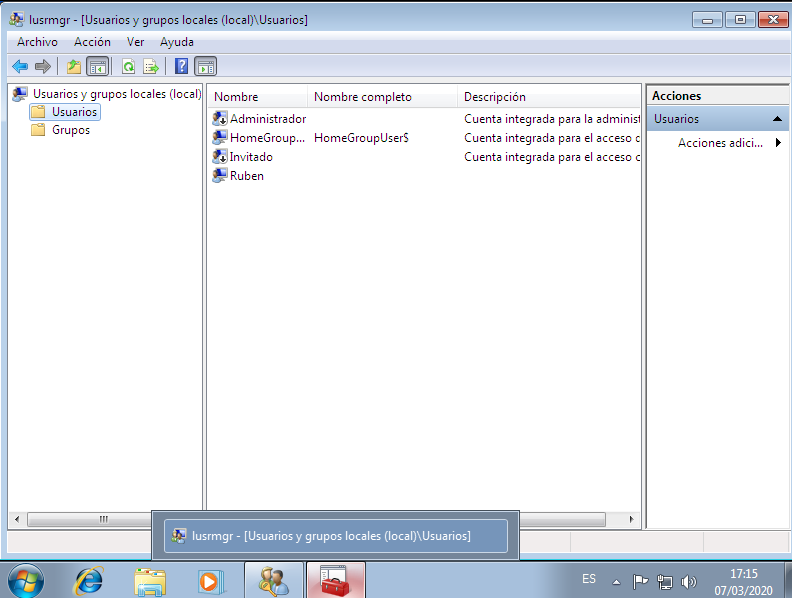 lusrmgr - [Usuarios y grupos locales (local)\Usuarios]
Archivo Acción Ver Ayuda
Usuarios y grupos locales (local)
Usuarios
Grupos
Nombre Nombre completo Descripción
Administrador Cuenta integrada para la administ
HomeGroup... HomeGroupUser$ Cuenta integrada para el acceso c
Invitado Cuenta integrada para el acceso c
Ruben
Acciones
Usuarios
Acciones adici...
lusrmgr - [Usuarios y grupos locales (local)\Usuarios]
ES
17:15
07/03/2020